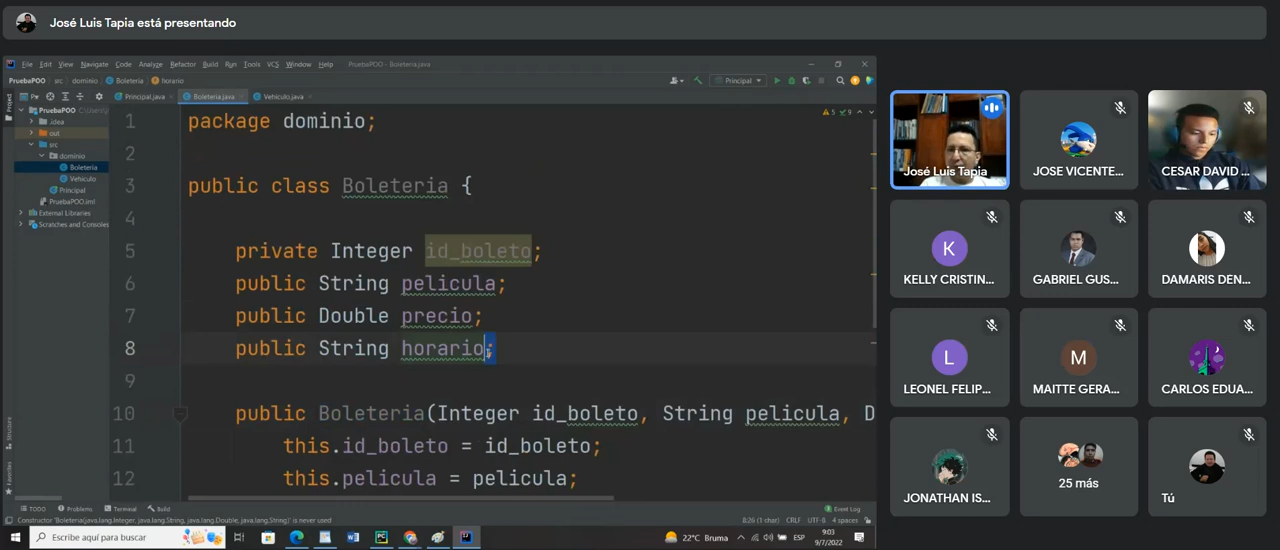 José Luis Tapia está presentando
File Edit View Navigate Code Analyze Refactor Build Run Tools VCS Window Help PruebaPOO - Boleteria.java
PruebaPOO src dominio Boleteria horario Principal
Principal.java Boleteria.java Vehiculo.java
Project
PruebaPOO
.idea
out
src
dominio
Boleteria
Vehiculo
Principal
PruebaPOO.iml
External Libraries
Scratches and Consoles
Structure
Favorites
5 9
1 package dominio;
2
3 public class Boleteria {
4
5 private Integer id_boleto;
6 public String pelicula;
7 public Double precio;
8 public String horario;
9
10 public Boleteria(Integer id_boleto, String pelicula, D
11 this.id_boleto = id_boleto;
12 this.pelicula = pelicula;
TODO Problems Terminal Build Event Log
Constructor 'Boleteria(java.lang.Integer, java.lang.String, java.lang.Double, java.lang.String)' is never used 8:26 (1 char) CRLF UTF-8 4 spaces
Escribe aquí para buscar
22°C Bruma ESP
9:03
9/7/2022
José Luis Tapia
JOSE VICENTE...
CESAR DAVID ...
K
KELLY CRISTIN...
GABRIEL GUS...
DAMARIS DEN...
L
LEONEL FELIP...
M
MAITTE GERA...
CARLOS EDUA...
JONATHAN IS...
25 más
Tú